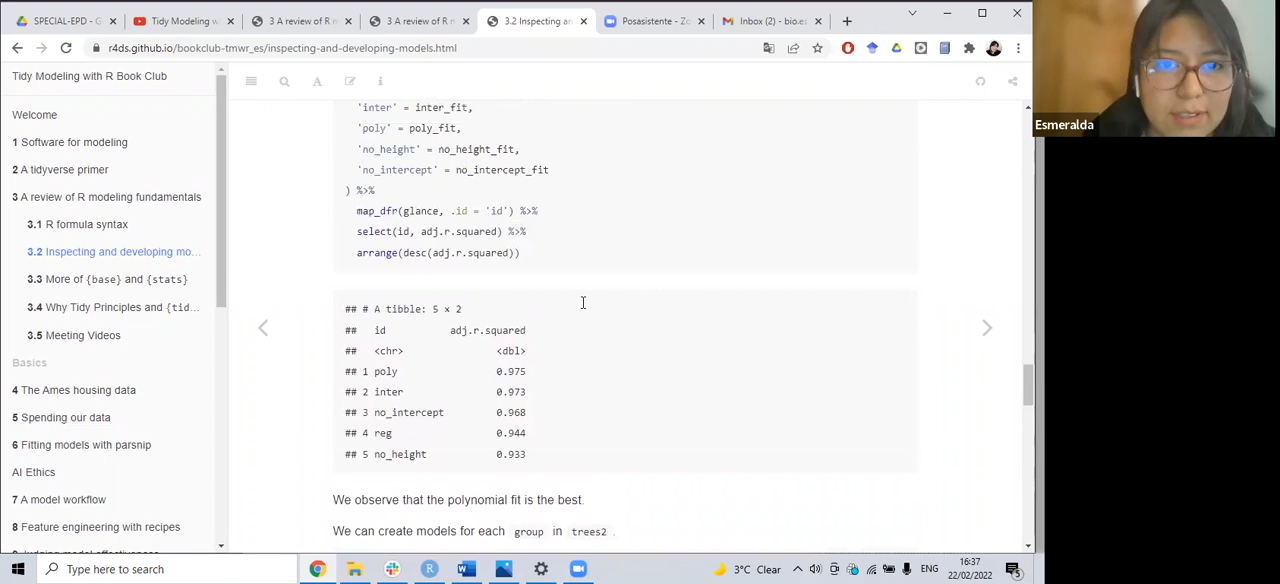 SPECIAL-EPD - G
Tidy Modeling w
3 A review of R m
3 A review of R m
3.2 Inspecting an
Posasistente - Zo
Inbox (2) - bio.es
r4ds.github.io/bookclub-tmwr_es/inspecting-and-developing-models.html
Tidy Modeling with R Book Club
Welcome
1 Software for modeling
2 A tidyverse primer
3 A review of R modeling fundamentals
3.1 R formula syntax
3.2 Inspecting and developing mo…
3.3 More of {base} and {stats}
3.4 Why Tidy Principles and {tid…
3.5 Meeting Videos
Basics
4 The Ames housing data
5 Spending our data
6 Fitting models with parsnip
AI Ethics
7 A model workflow
8 Feature engineering with recipes
9 Judging model effectiveness
'inter' = inter_fit,
'poly' = poly_fit,
'no_height' = no_height_fit,
'no_intercept' = no_intercept_fit
) %>%
map_dfr(glance, .id = 'id') %>%
select(id, adj.r.squared) %>%
arrange(desc(adj.r.squared))
## # A tibble: 5 × 2
## id adj.r.squared
## <chr> <dbl>
## 1 poly 0.975
## 2 inter 0.973
## 3 no_intercept 0.968
## 4 reg 0.944
## 5 no_height 0.933
We observe that the polynomial fit is the best.
We can create models for each group in trees2 .
Esmeralda
Type here to search
3°C Clear
ENG
16:37
22/02/2022
5